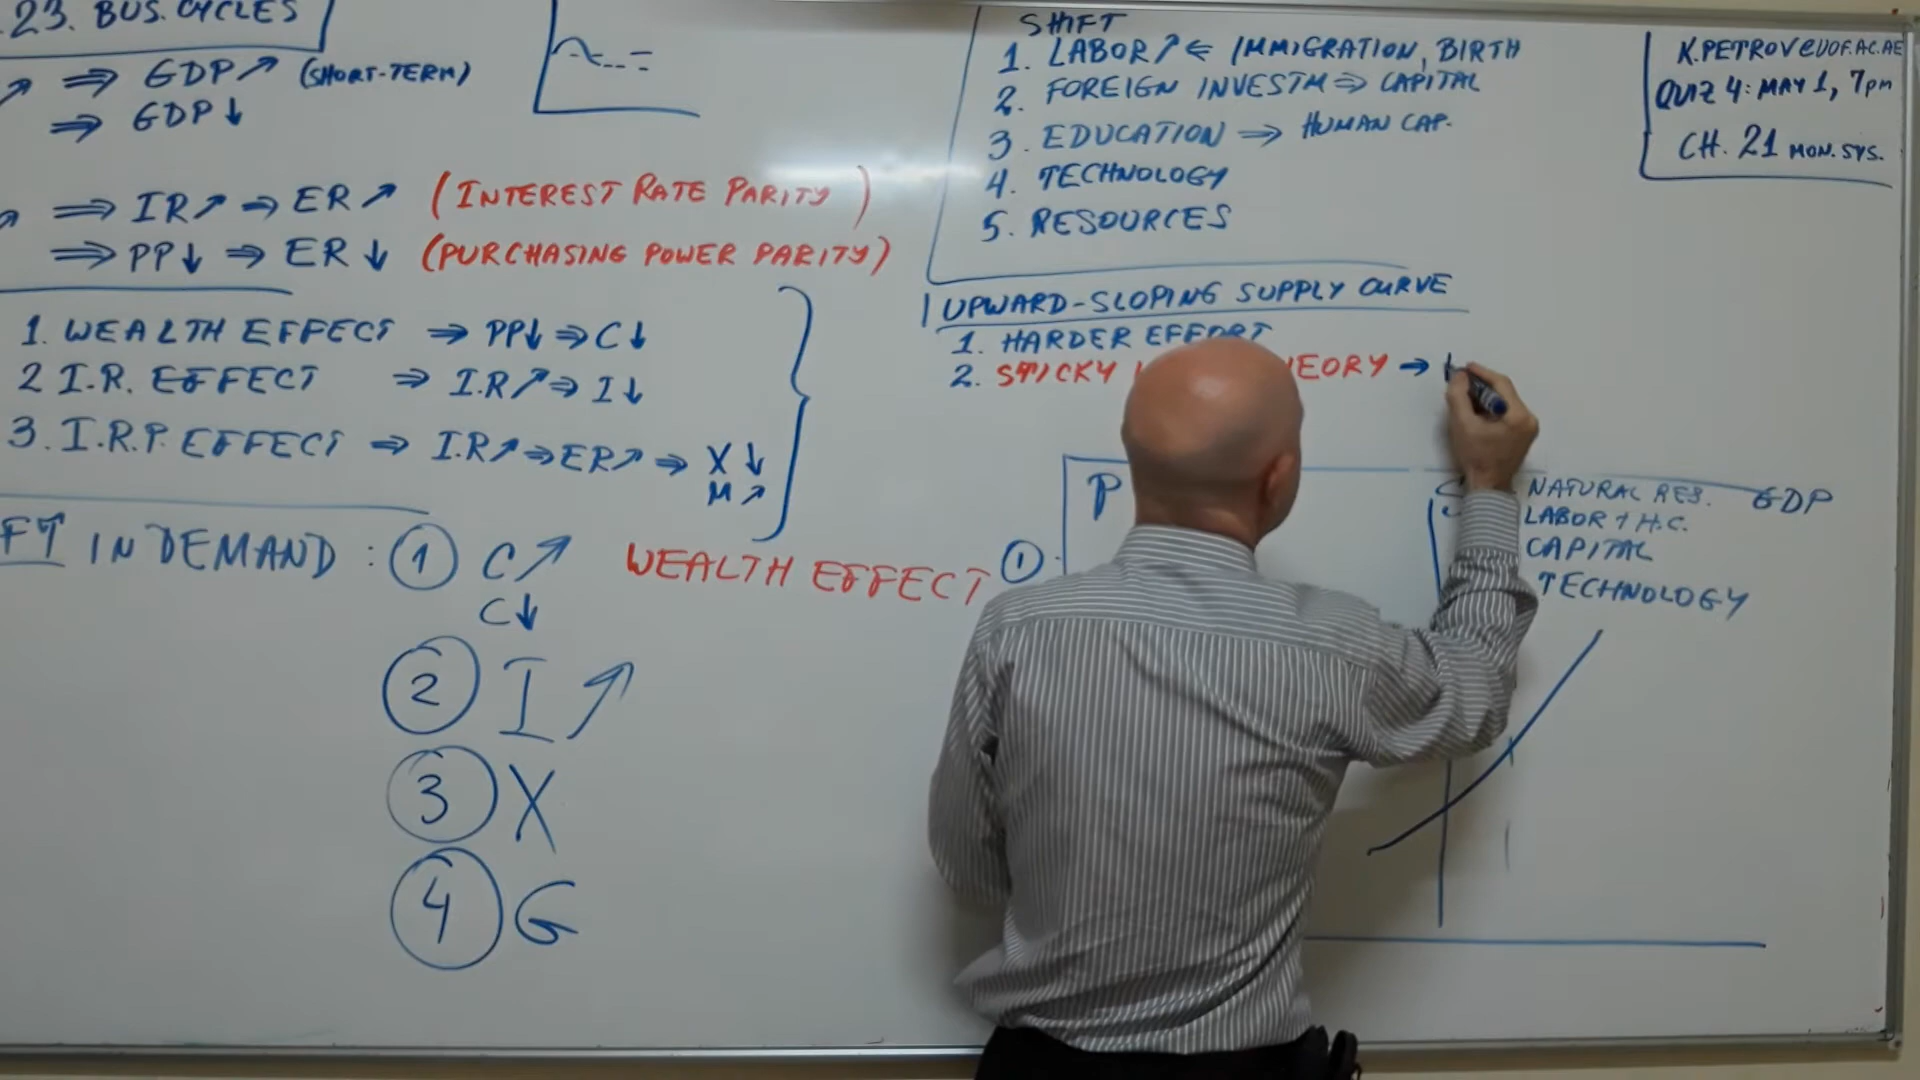 .23. BUS. CYCLES
↗ ⇒ GDP↗ (SHORT-TERM)
⇒ GDP↓
↗ ⇒ IR↗ ⇒ ER↗ (INTEREST RATE PARITY)
⇒ PP↓ ⇒ ER↓ (PURCHASING POWER PARITY)
1. WEALTH EFFECT ⇒ PP↓ ⇒ C↓
2 I.R. EFFECT ⇒ I.R↗ ⇒ I↓
3. I.R.P. EFFECT ⇒ I.R↗ ⇒ ER↗ ⇒ X↓
M↗
FT IN DEMAND: ① C↗ WEALTH EFFECT
C↓
② I↗
③ X
④ G
SHIFT
1. LABOR↗ ⇐ IMMIGRATION, BIRTH
2. FOREIGN INVESTM ⇒ CAPITAL
3. EDUCATION ⇒ HUMAN CAP.
4. TECHNOLOGY
5. RESOURCES
UPWARD-SLOPING SUPPLY CURVE
1. HARDER EFFORT
2. STICKY EORY →
P
①
NATURAL RES. GDP
LABOR + H.C.
CAPITAL
TECHNOLOGY
K.PETROV@UOF.AC.AE
QUIZ 4: MAY 1, 7pm
CH. 21 MON. SYS.